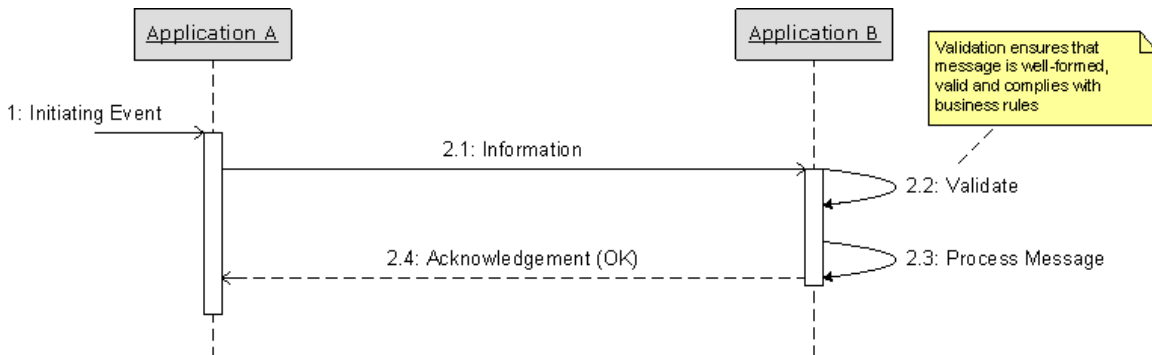 Application A
Application B
Validation ensures that
message is well-formed,
valid and complies with
business rules
1: Initiating Event
2.1: Information
2.2: Validate
2.4: Acknowledgement (OK)
2.3: Process Message